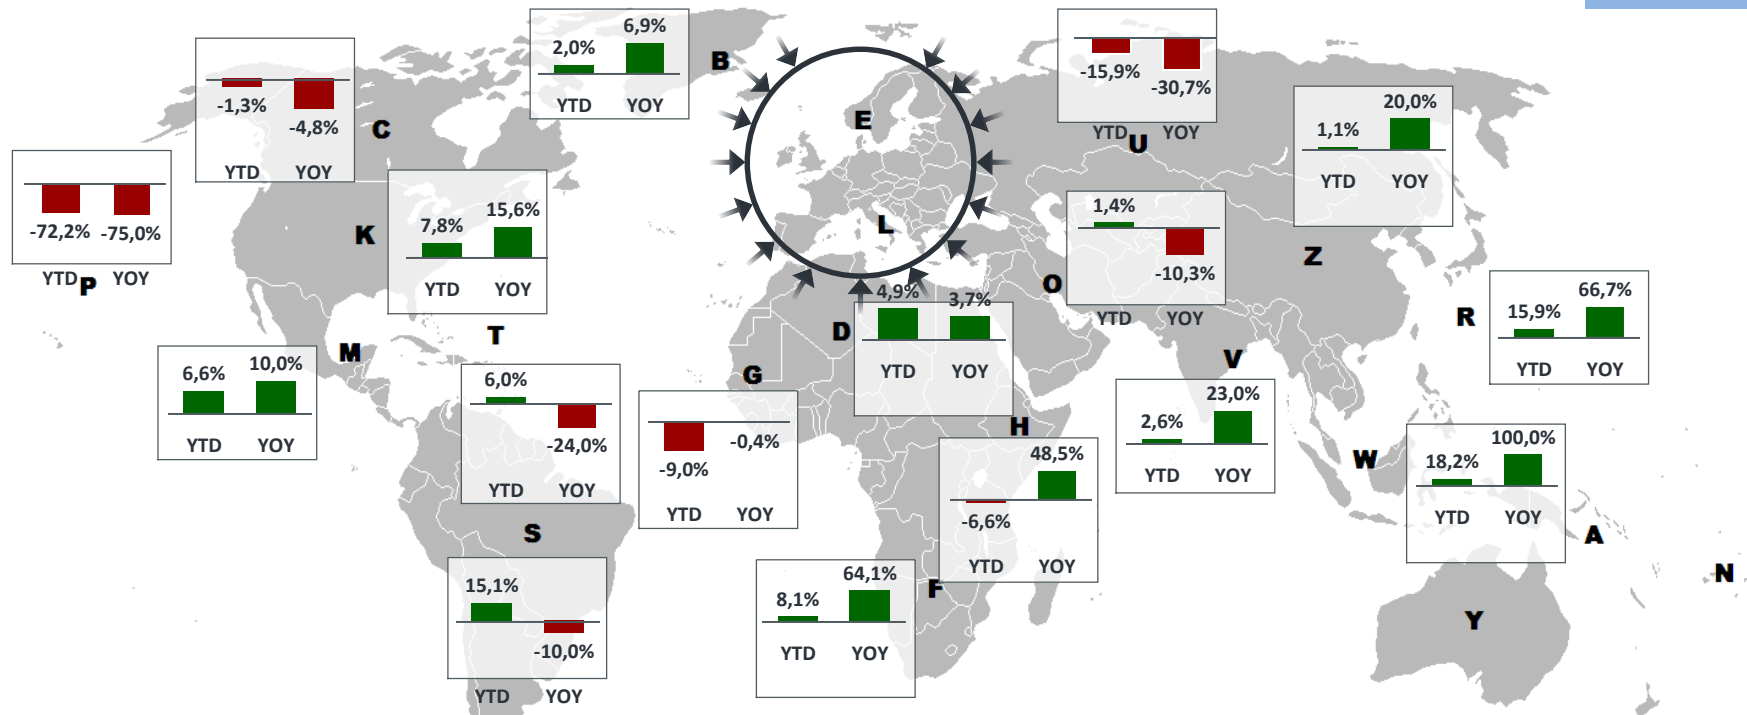 2,0% 6,9%
YTD YOY
B
-1,3% -4,8%
YTD YOY
C
-72,2% -75,0%
YTD YOY
P
K
7,8% 15,6%
YTD YOY
T
M
6,6% 10,0%
YTD YOY
6,0% -24,0%
YTD YOY
S
15,1% -10,0%
YTD YOY
E
L
D
4,9% 3,7%
YTD YOY
G
-9,0% -0,4%
YTD YOY
H
-6,6% 48,5%
YTD YOY
F
8,1% 64,1%
YTD YOY
-15,9% -30,7%
YTD YOY
U
1,1% 20,0%
YTD YOY
Z
O
1,4% -10,3%
YTD YOY
V
2,6% 23,0%
YTD YOY
R
15,9% 66,7%
YTD YOY
W
18,2% 100,0%
YTD YOY
A
N
Y